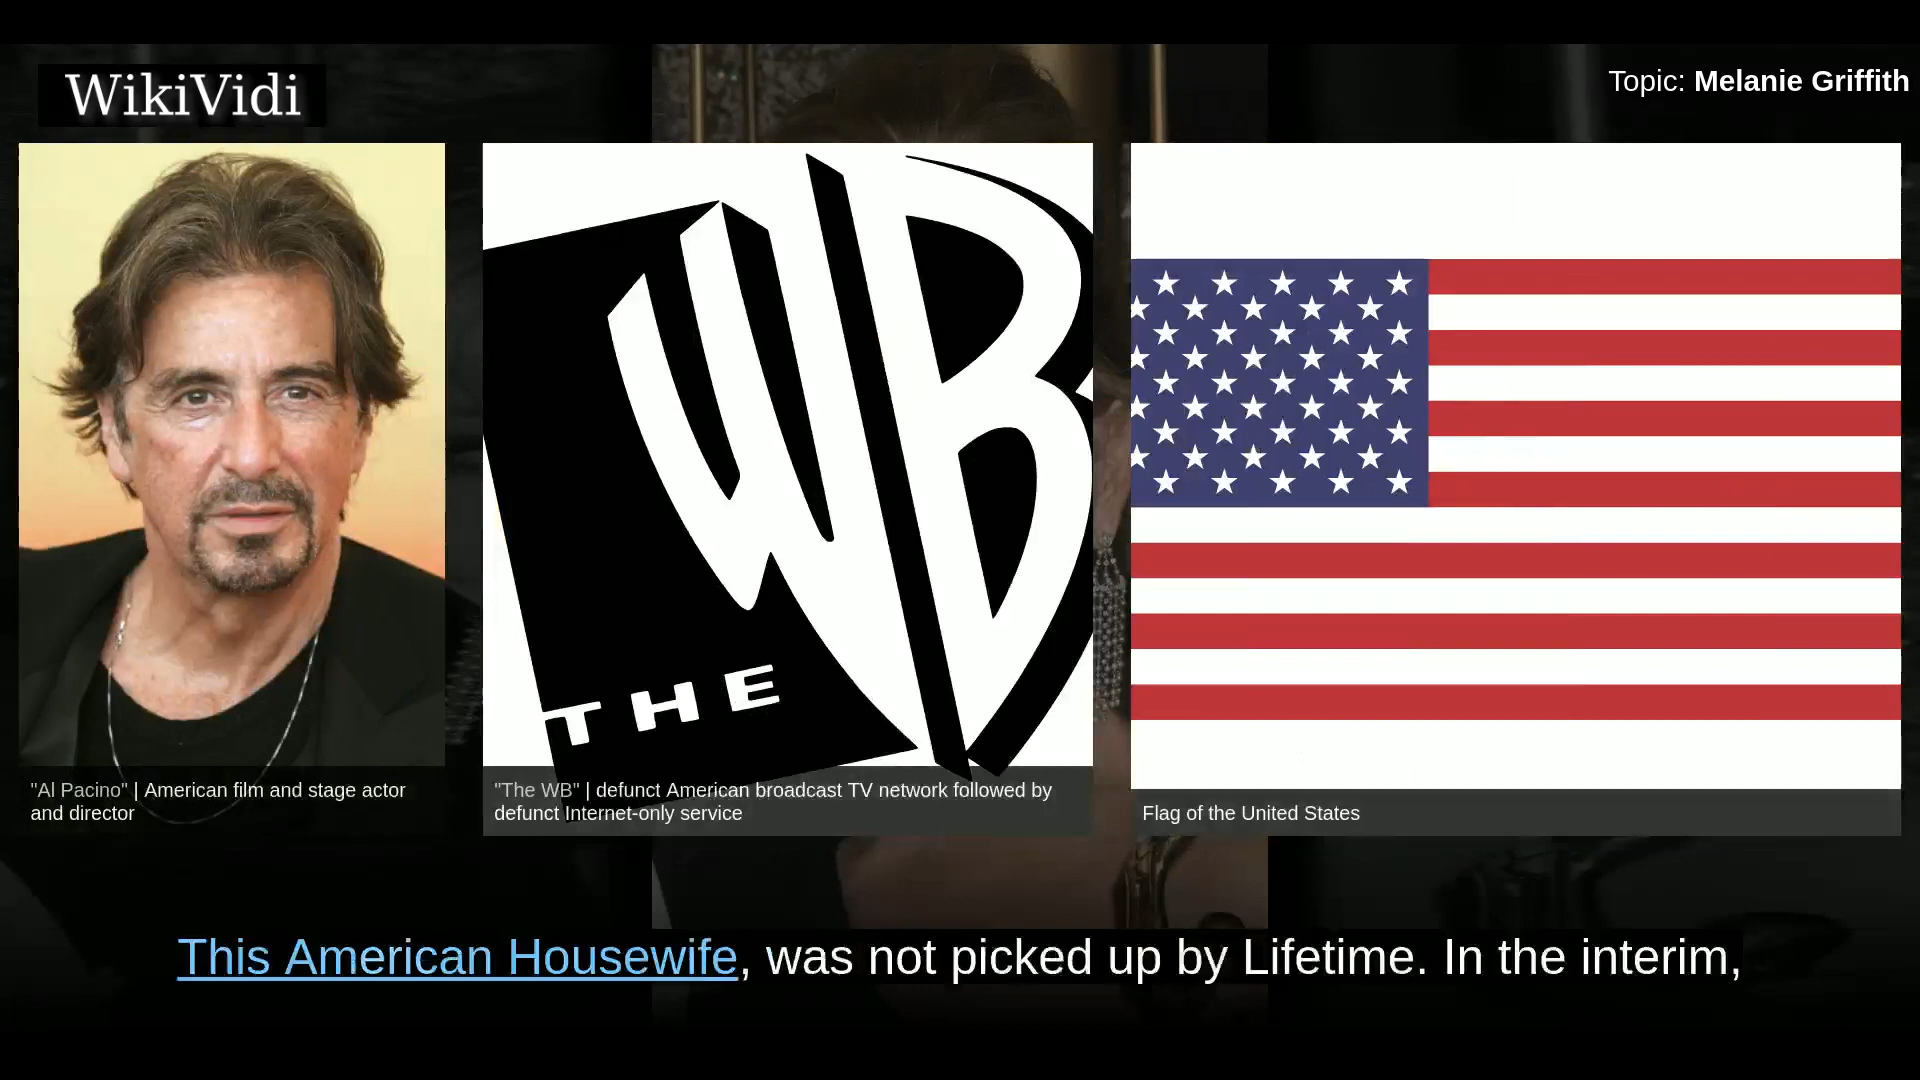 WikiVidi
Topic: Melanie Griffith
THE WB
"Al Pacino" | American film and stage actor
and director
"The WB" | defunct American broadcast TV network followed by
defunct Internet-only service
Flag of the United States
This American Housewife, was not picked up by Lifetime. In the interim,